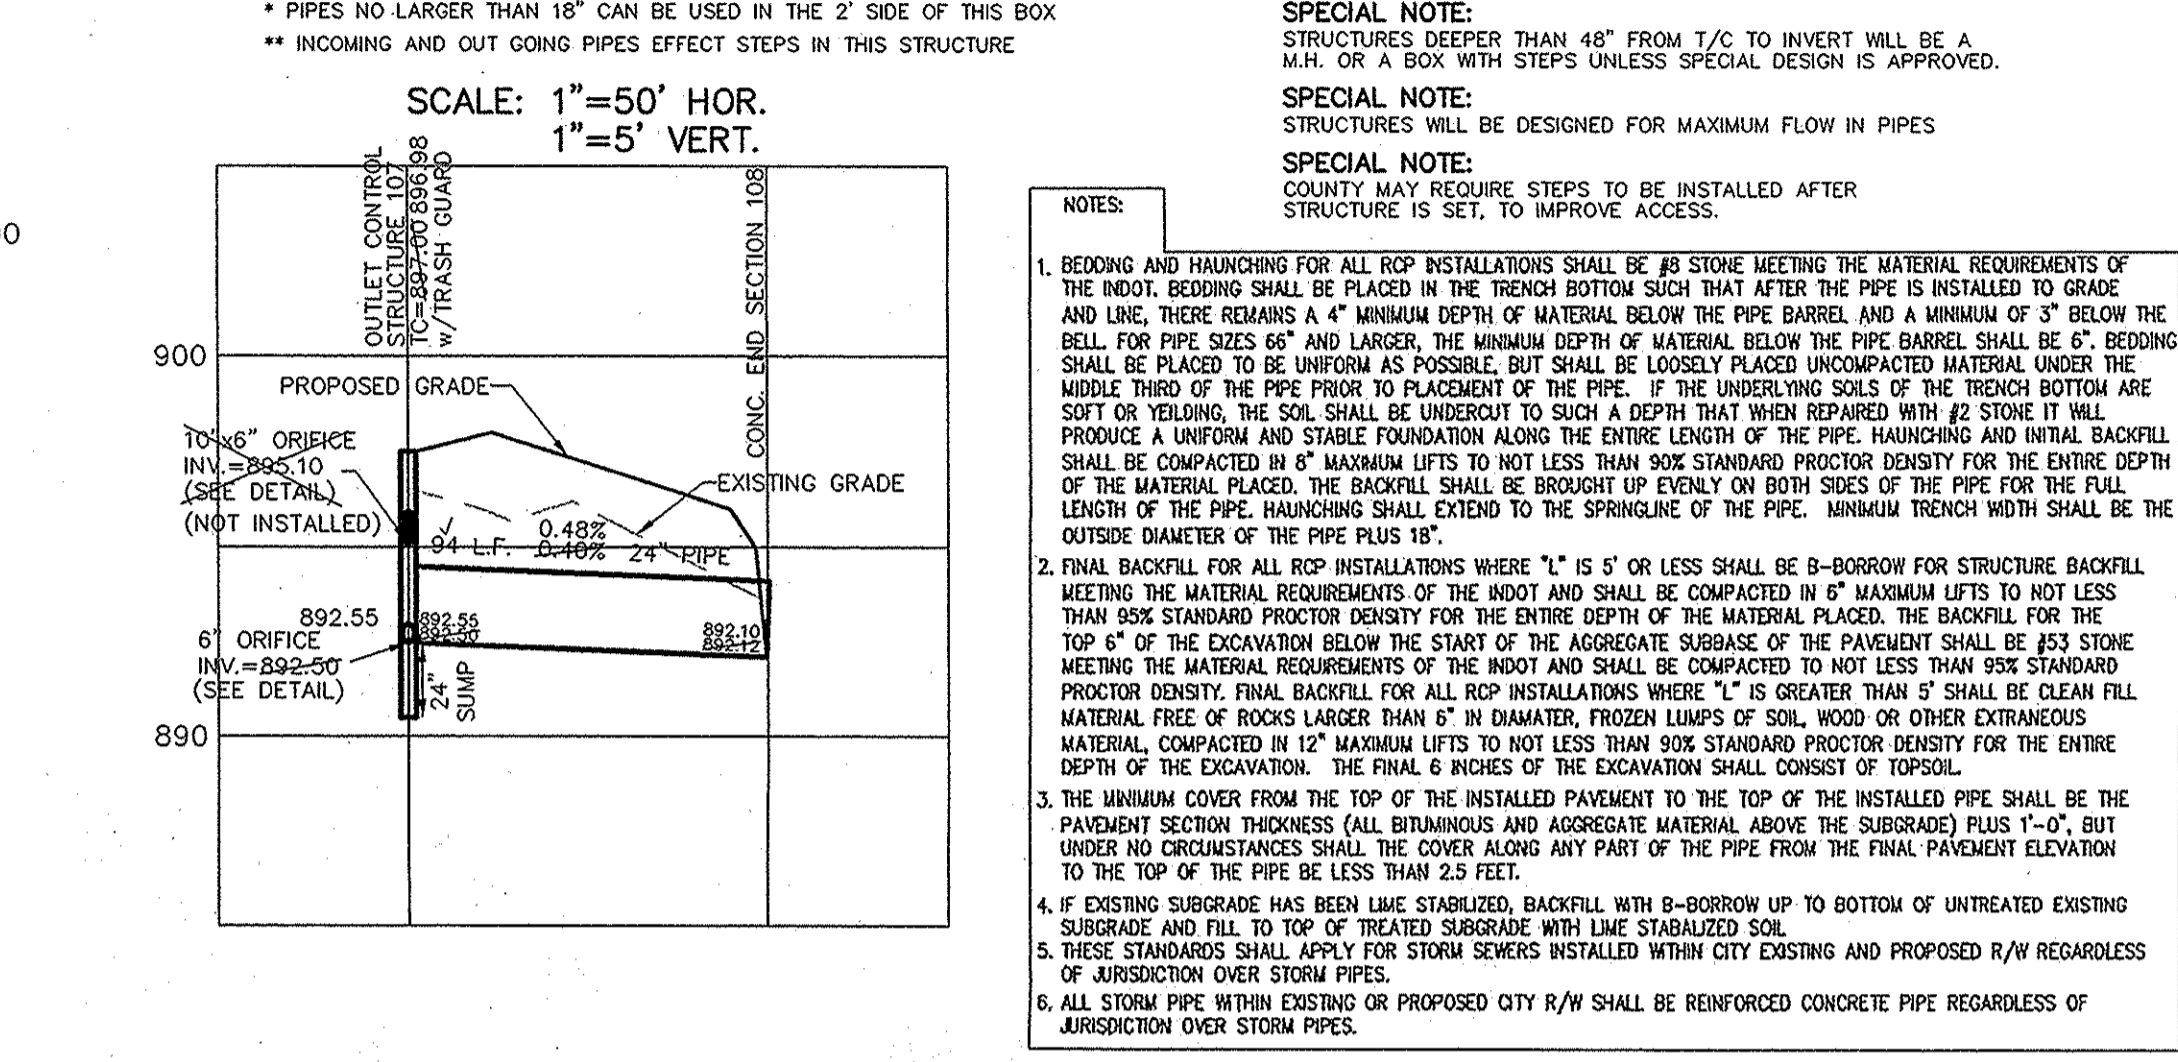 * PIPES NO LARGER THAN 18" CAN BE USED IN THE 2' SIDE OF THIS BOX
** INCOMING AND OUT GOING PIPES EFFECT STEPS IN THIS STRUCTURE
SCALE: 1"=50' HOR.
1"=5' VERT.
OUTLET CONTROL
STRUCTURE 107
TC=897.00 896.98
w/TRASH GUARD
CONC. END SECTION 108
900
PROPOSED GRADE
10"x6" ORIFICE
INV.=895.10
(SEE DETAIL)
(NOT INSTALLED)
EXISTING GRADE
0.48%
94 L.F. 0.40% 24" PIPE
892.55
6" ORIFICE
INV.=892.50
(SEE DETAIL)
892.55
892.50
892.10
892.12
24"
SUMP
890
0
SPECIAL NOTE:
STRUCTURES DEEPER THAN 48" FROM T/C TO INVERT WILL BE A
M.H. OR A BOX WITH STEPS UNLESS SPECIAL DESIGN IS APPROVED.
SPECIAL NOTE:
STRUCTURES WILL BE DESIGNED FOR MAXIMUM FLOW IN PIPES
SPECIAL NOTE:
COUNTY MAY REQUIRE STEPS TO BE INSTALLED AFTER
STRUCTURE IS SET, TO IMPROVE ACCESS.
NOTES:
1. BEDDING AND HAUNCHING FOR ALL RCP INSTALLATIONS SHALL BE #8 STONE MEETING THE MATERIAL REQUIREMENTS OF
THE INDOT. BEDDING SHALL BE PLACED IN THE TRENCH BOTTOM SUCH THAT AFTER THE PIPE IS INSTALLED TO GRADE
AND LINE, THERE REMAINS A 4" MINIMUM DEPTH OF MATERIAL BELOW THE PIPE BARREL AND A MINIMUM OF 3" BELOW THE
BELL. FOR PIPE SIZES 66" AND LARGER, THE MINIMUM DEPTH OF MATERIAL BELOW THE PIPE BARREL SHALL BE 6". BEDDING
SHALL BE PLACED TO BE UNIFORM AS POSSIBLE, BUT SHALL BE LOOSELY PLACED UNCOMPACTED MATERIAL UNDER THE
MIDDLE THIRD OF THE PIPE PRIOR TO PLACEMENT OF THE PIPE. IF THE UNDERLYING SOILS OF THE TRENCH BOTTOM ARE
SOFT OR YEILDING, THE SOIL SHALL BE UNDERCUT TO SUCH A DEPTH THAT WHEN REPAIRED WITH #2 STONE IT WILL
PRODUCE A UNIFORM AND STABLE FOUNDATION ALONG THE ENTIRE LENGTH OF THE PIPE. HAUNCHING AND INITIAL BACKFILL
SHALL BE COMPACTED IN 8" MAXIMUM LIFTS TO NOT LESS THAN 90% STANDARD PROCTOR DENSITY FOR THE ENTIRE DEPTH
OF THE MATERIAL PLACED. THE BACKFILL SHALL BE BROUGHT UP EVENLY ON BOTH SIDES OF THE PIPE FOR THE FULL
LENGTH OF THE PIPE. HAUNCHING SHALL EXTEND TO THE SPRINGLINE OF THE PIPE. MINIMUM TRENCH WIDTH SHALL BE THE
OUTSIDE DIAMETER OF THE PIPE PLUS 18".
2. FINAL BACKFILL FOR ALL RCP INSTALLATIONS WHERE "L" IS 5' OR LESS SHALL BE B-BORROW FOR STRUCTURE BACKFILL
MEETING THE MATERIAL REQUIREMENTS OF THE INDOT AND SHALL BE COMPACTED IN 6" MAXIMUM LIFTS TO NOT LESS
THAN 95% STANDARD PROCTOR DENSITY FOR THE ENTIRE DEPTH OF THE MATERIAL PLACED. THE BACKFILL FOR THE
TOP 6" OF THE EXCAVATION BELOW THE START OF THE AGGREGATE SUBBASE OF THE PAVEMENT SHALL BE #53 STONE
MEETING THE MATERIAL REQUIREMENTS OF THE INDOT AND SHALL BE COMPACTED TO NOT LESS THAN 95% STANDARD
PROCTOR DENSITY. FINAL BACKFILL FOR ALL RCP INSTALLATIONS WHERE "L" IS GREATER THAN 5' SHALL BE CLEAN FILL
MATERIAL FREE OF ROCKS LARGER THAN 6" IN DIAMATER, FROZEN LUMPS OF SOIL, WOOD OR OTHER EXTRANEOUS
MATERIAL, COMPACTED IN 12" MAXIMUM LIFTS TO NOT LESS THAN 90% STANDARD PROCTOR DENSITY FOR THE ENTIRE
DEPTH OF THE EXCAVATION. THE FINAL 6 INCHES OF THE EXCAVATION SHALL CONSIST OF TOPSOIL.
3. THE MINIMUM COVER FROM THE TOP OF THE INSTALLED PAVEMENT TO THE TOP OF THE INSTALLED PIPE SHALL BE THE
PAVEMENT SECTION THICKNESS (ALL BITUMINOUS AND AGGREGATE MATERIAL ABOVE THE SUBGRADE) PLUS 1'-0", BUT
UNDER NO CIRCUMSTANCES SHALL THE COVER ALONG ANY PART OF THE PIPE FROM THE FINAL PAVEMENT ELEVATION
TO THE TOP OF THE PIPE BE LESS THAN 2.5 FEET.
4. IF EXISTING SUBGRADE HAS BEEN LIME STABILIZED, BACKFILL WITH B-BORROW UP TO BOTTOM OF UNTREATED EXISTING
SUBGRADE AND FILL TO TOP OF TREATED SUBGRADE WITH LIME STABALIZED SOIL
5. THESE STANDARDS SHALL APPLY FOR STORM SEWERS INSTALLED WITHIN CITY EXISTING AND PROPOSED R/W REGARDLESS
OF JURISDICTION OVER STORM PIPES.
6. ALL STORM PIPE WITHIN EXISTING OR PROPOSED CITY R/W SHALL BE REINFORCED CONCRETE PIPE REGARDLESS OF
JURISDICTION OVER STORM PIPES.